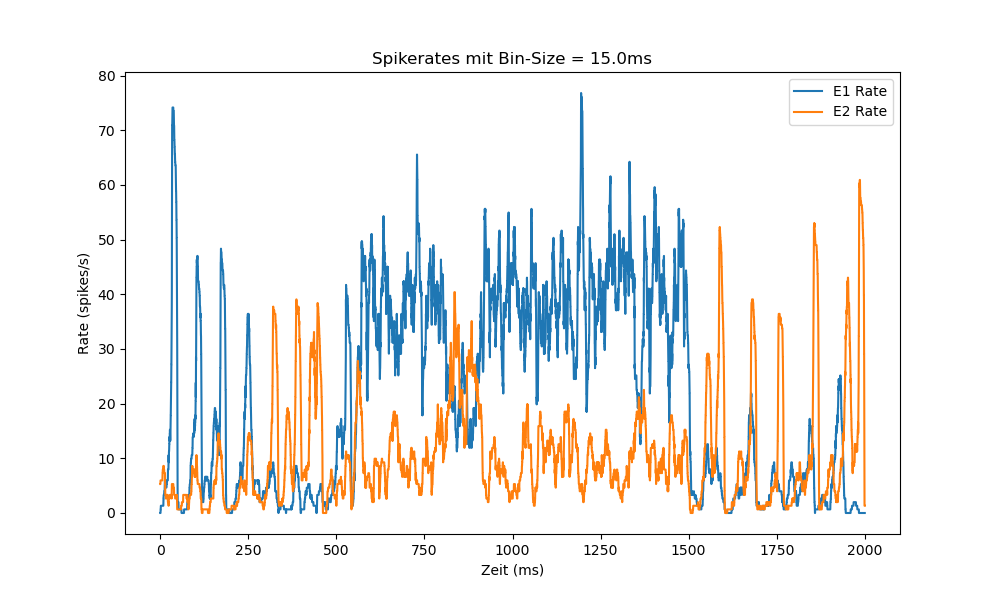 Spikerates mit Bin-Size = 15.0ms
E1 Rate
E2 Rate
80
70
60
50
40
30
20
10
0
Rate (spikes/s)
0 250 500 750 1000 1250 1500 1750 2000
Zeit (ms)